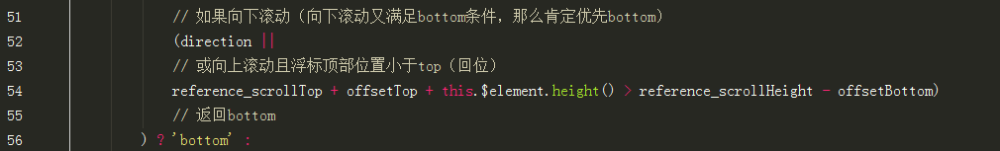 51 // 如果向下滚动（向下滚动又满足bottom条件，那么肯定优先bottom）
52 (direction ||
53 // 或向上滚动且浮标顶部位置小于top（回位）
54 reference_scrollTop + offsetTop + this.$element.height() > reference_scrollHeight - offsetBottom)
55 // 返回bottom
56 ) ? 'bottom' :